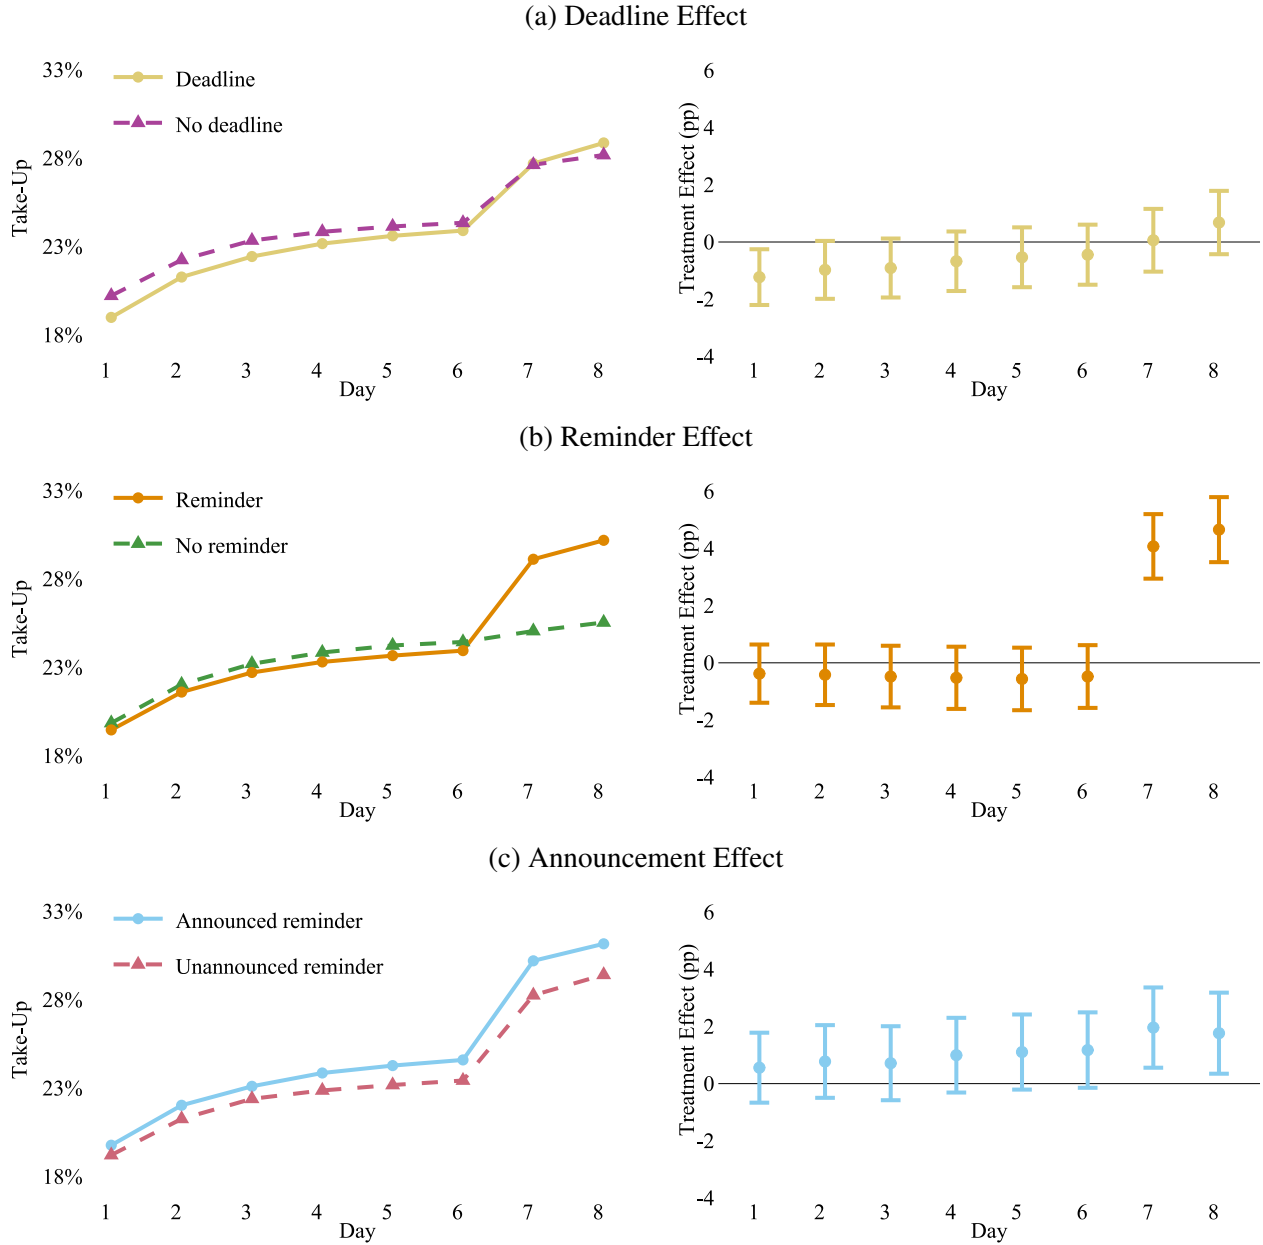 (a) Deadline Effect
33%
28%
23%
18%
Take-Up
Deadline
No deadline
1 2 3 4 5 6 7 8
Day
6
4
2
0
-2
-4
Treatment Effect (pp)
1 2 3 4 5 6 7 8
Day
(b) Reminder Effect
33%
28%
23%
18%
Take-Up
Reminder
No reminder
1 2 3 4 5 6 7 8
Day
6
4
2
0
-2
-4
Treatment Effect (pp)
1 2 3 4 5 6 7 8
Day
(c) Announcement Effect
33%
28%
23%
18%
Take-Up
Announced reminder
Unannounced reminder
1 2 3 4 5 6 7 8
Day
6
4
2
0
-2
-4
Treatment Effect (pp)
1 2 3 4 5 6 7 8
Day